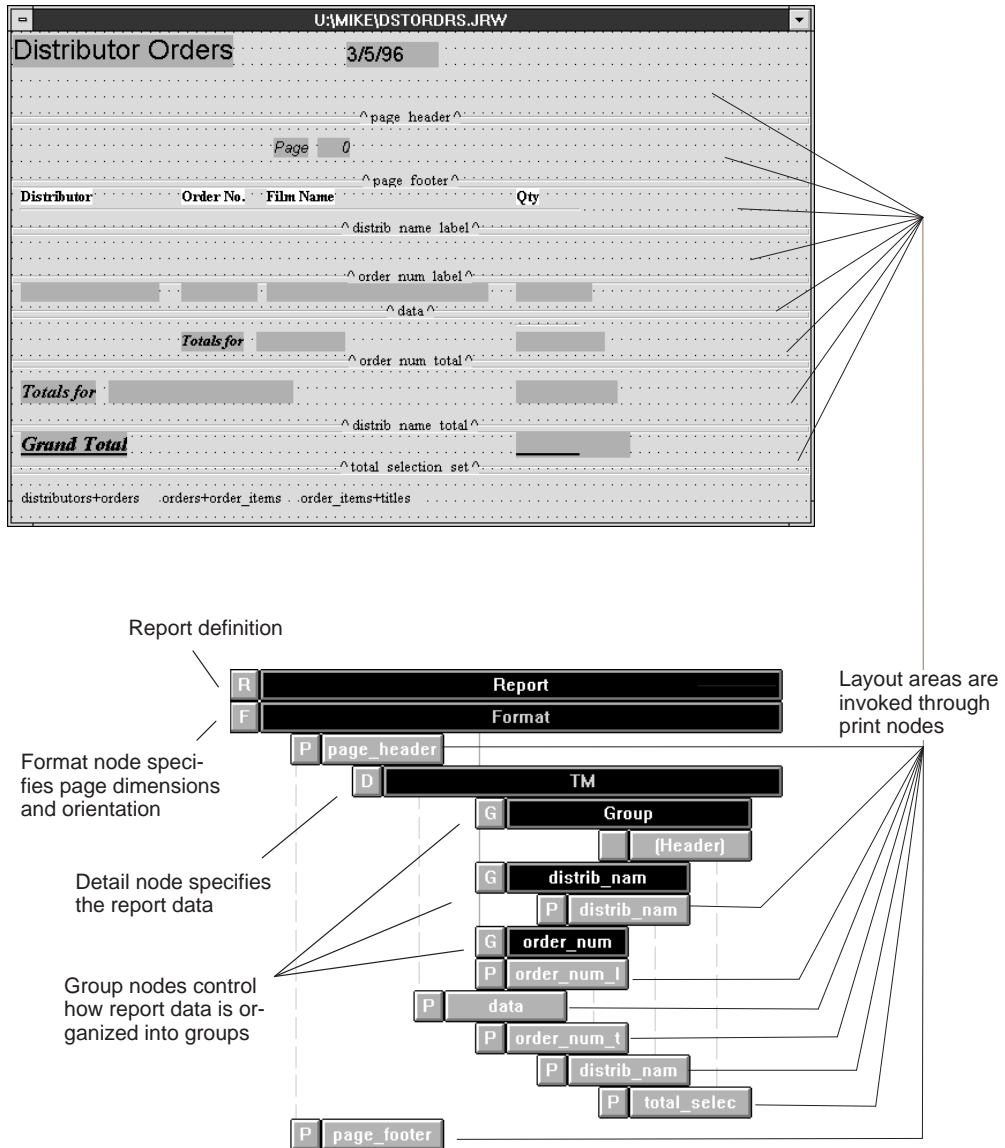 U:\MIKE\DSTORDRS.JRW
Distributor Orders 3/5/96
^page header^
Page 0
^page footer^
Distributor Order No. Film Name Qty
^distrib name label^
^order num label^
^data^
Totals for
^order num total^
Totals for
^distrib name total^
Grand Total
^total selection set^
distributors+orders orders+order_items order_items+titles
Report definition
R Report
F Format
Layout areas are
invoked through
print nodes
P page_header
Format node speci-
fies page dimensions
and orientation
D TM
G Group
(Header)
Detail node specifies
the report data
G distrib_nam
P distrib_nam
G order_num
P order_num_l
Group nodes control
how report data is or-
ganized into groups
P data
P order_num_t
P distrib_nam
P total_selec
P page_footer